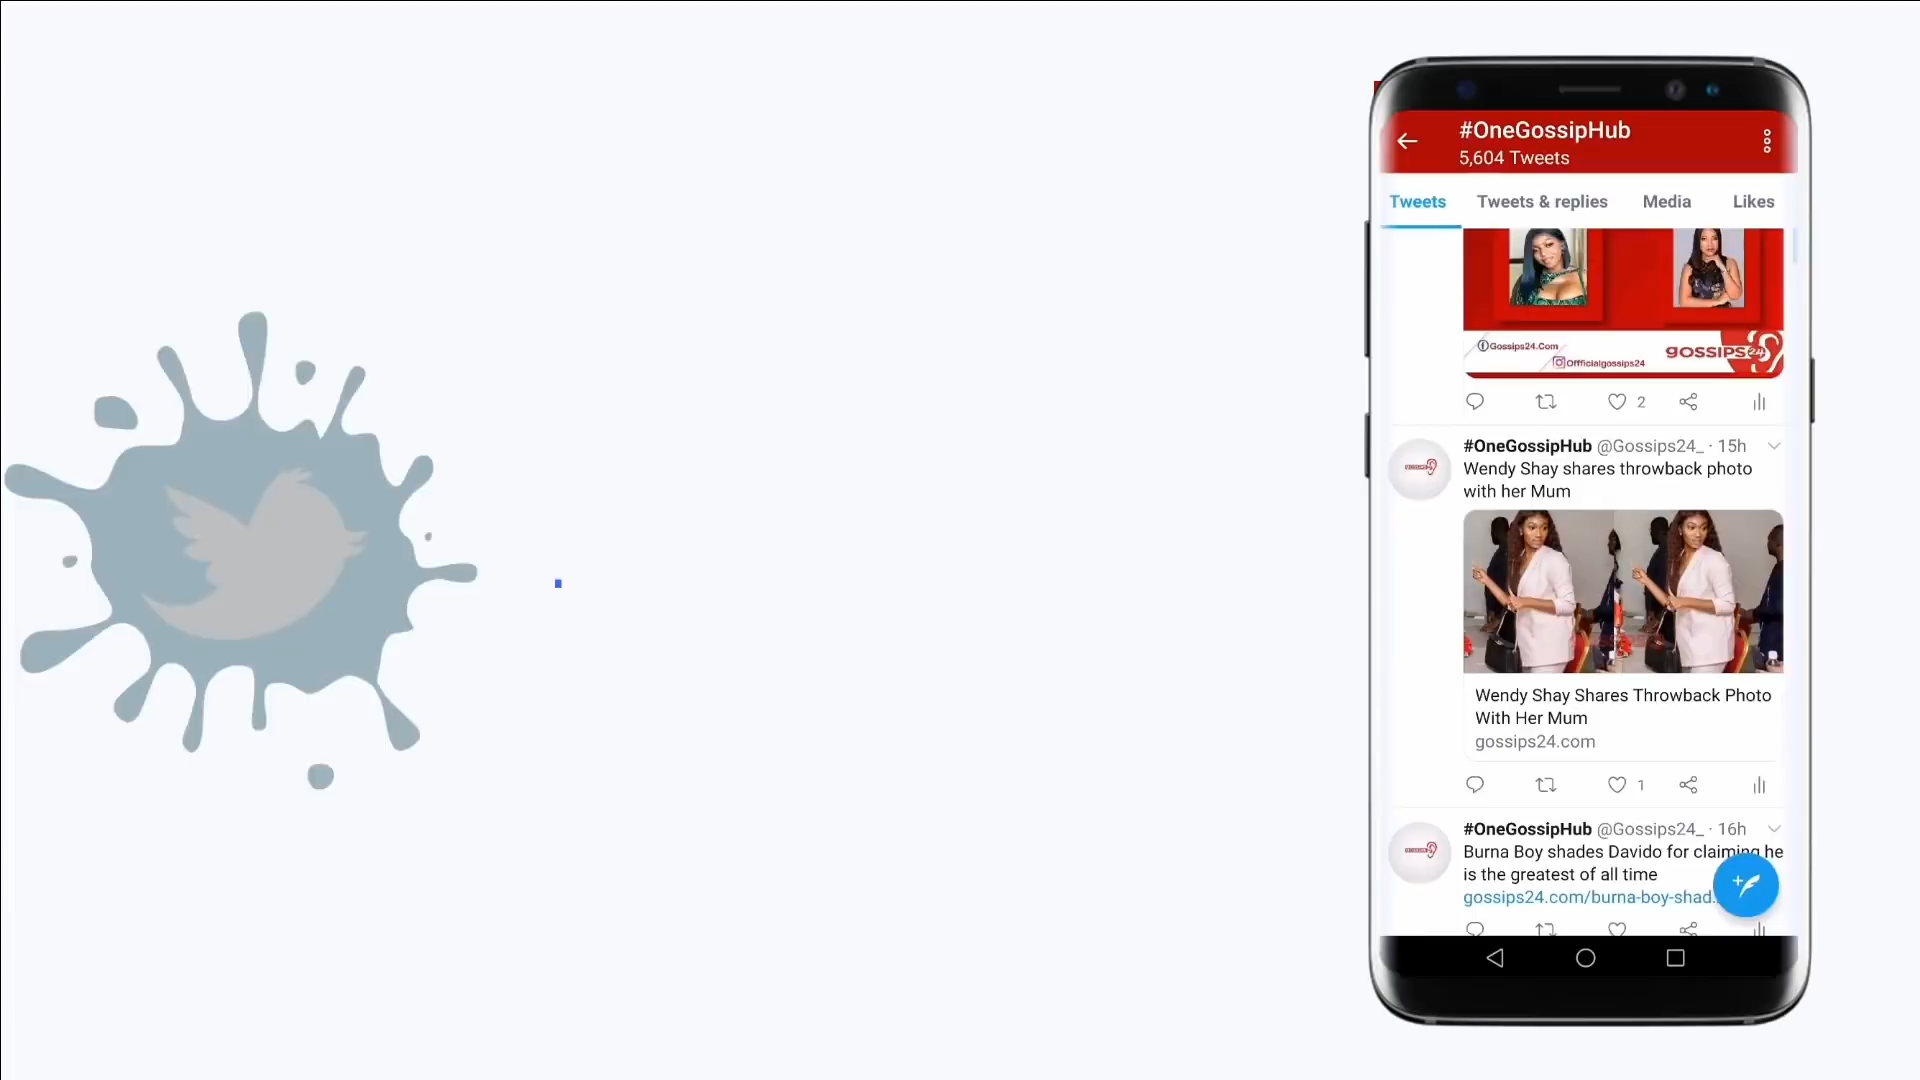 #OneGossipHub
5,604 Tweets
Tweets
Tweets & replies
Media
Likes
Gossips24.Com
Offficialgossips24
gossips24
2
#OneGossipHub @Gossips24_ · 15h
Wendy Shay shares throwback photo
with her Mum
Wendy Shay Shares Throwback Photo
With Her Mum
gossips24.com
1
#OneGossipHub @Gossips24_ · 16h
Burna Boy shades Davido for claiming he
is the greatest of all time
gossips24.com/burna-boy-shad..